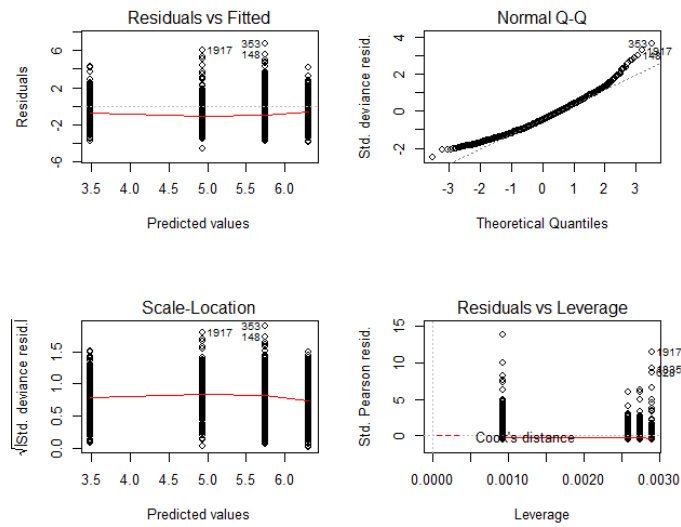 Residuals vs Fitted
Residuals
6
2
-2
-6
1917
353
148
3.5 4.0 4.5 5.0 5.5 6.0
Predicted values
Normal Q-Q
Std. deviance resid.
4
2
0
-2
353
1917
148
-3 -2 -1 0 1 2 3
Theoretical Quantiles
Scale-Location
√|Std. deviance resid.|
1.5
1.0
0.5
0.0
1917
353
148
3.5 4.0 4.5 5.0 5.5 6.0
Predicted values
Residuals vs Leverage
Std. Pearson resid.
15
10
5
0
1917
Cook's distance
0.0000 0.0010 0.0020 0.0030
Leverage